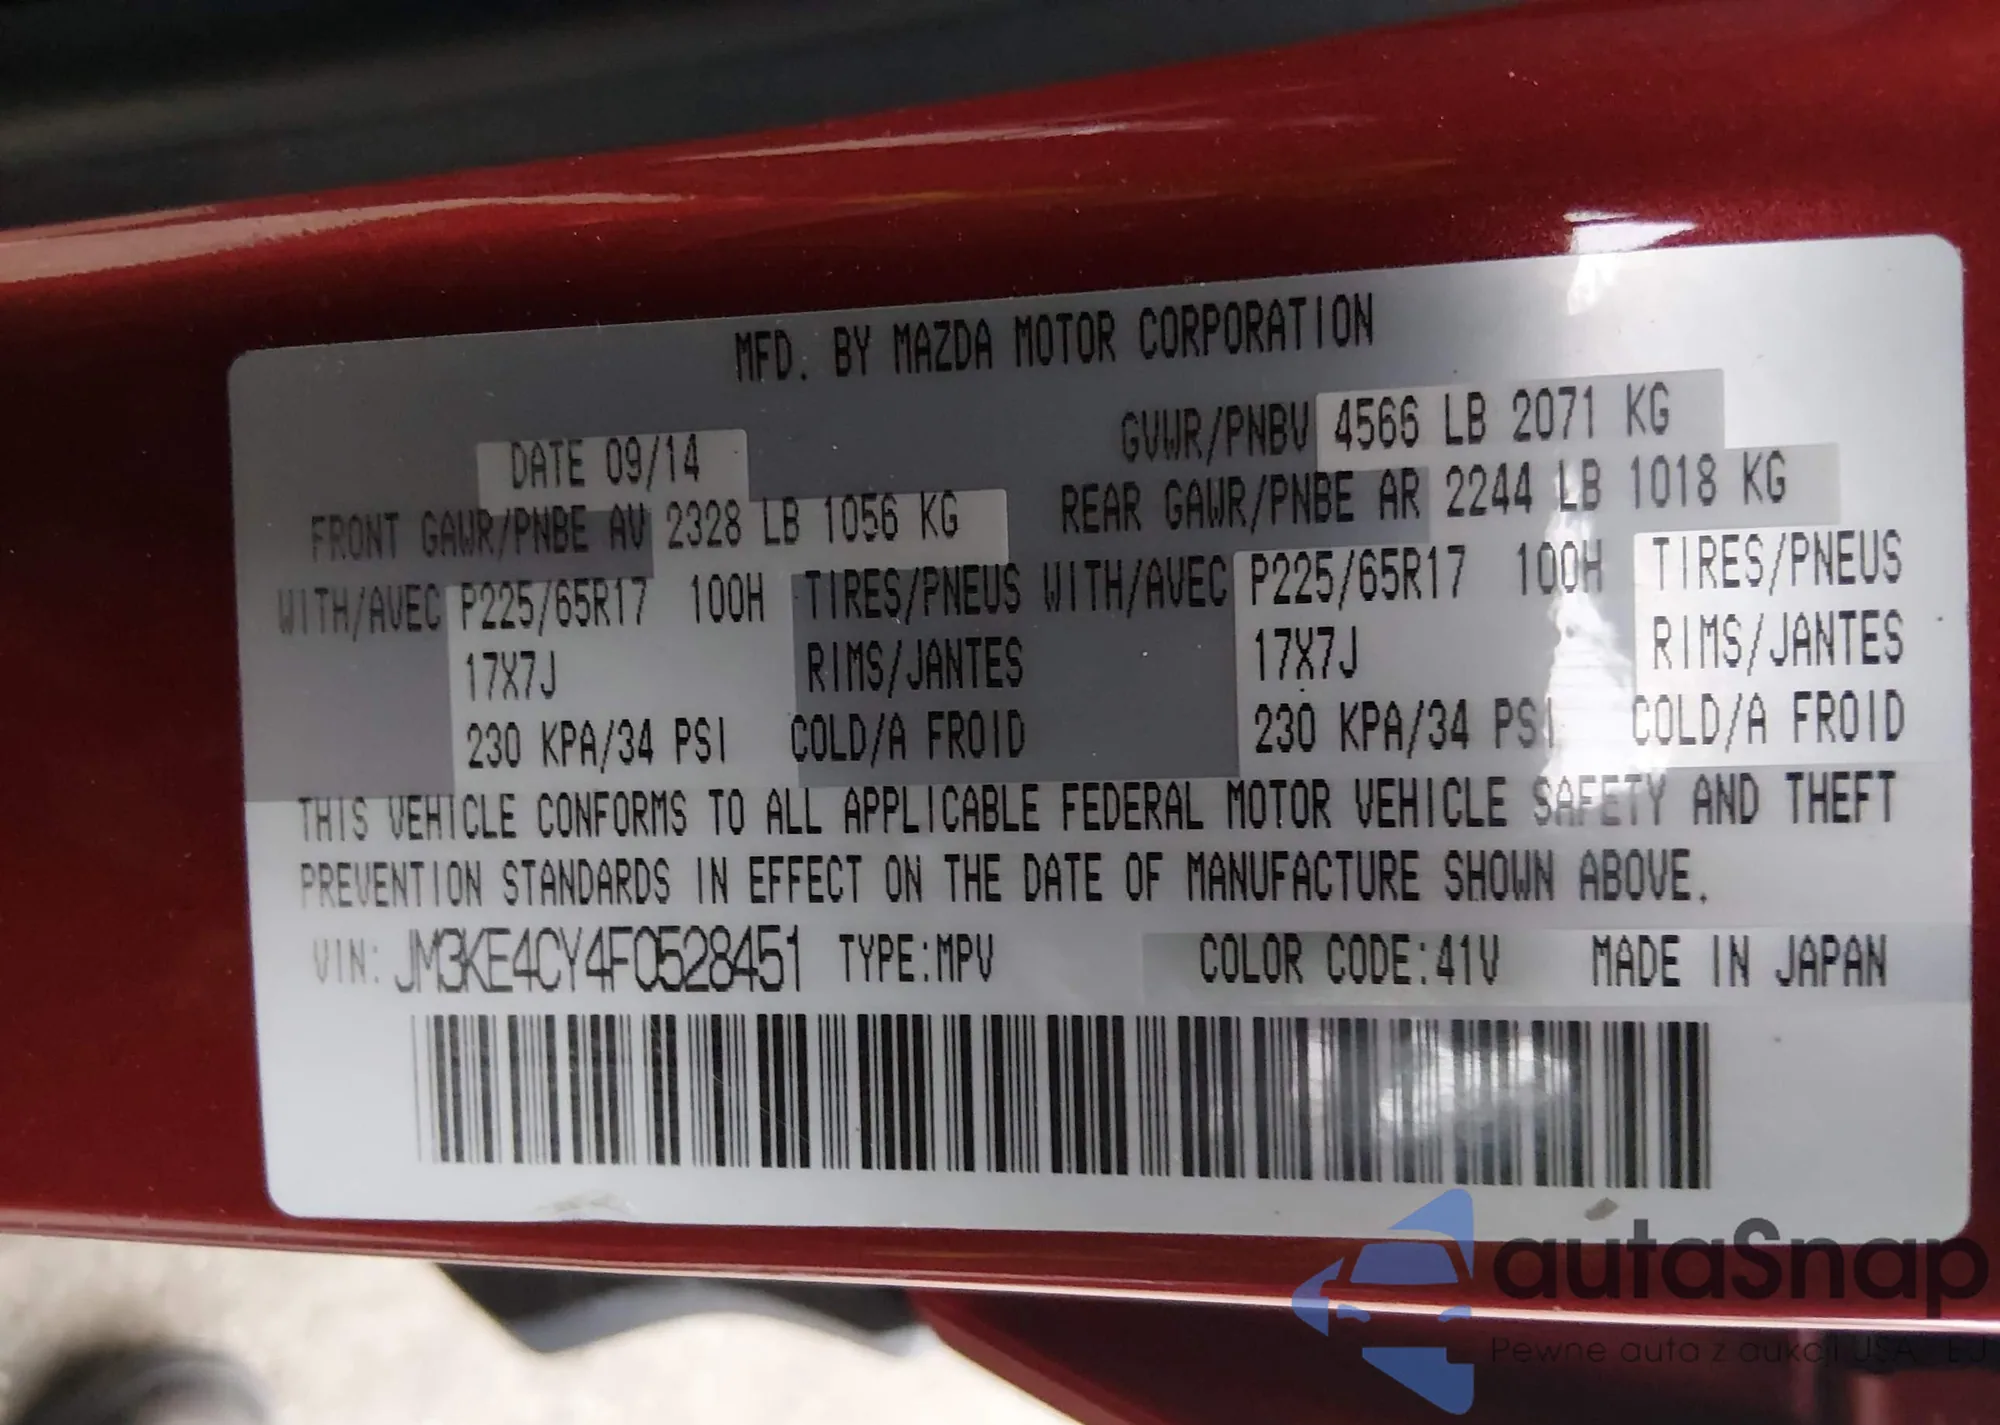 MFD. BY MAZDA MOTOR CORPORATION
DATE 09/14 GVWR/PNBV 4566 LB 2071 KG
FRONT GAWR/PNBE AV 2328 LB 1056 KG REAR GAWR/PNBE AR 2244 LB 1018 KG
WITH/AVEC P225/65R17 100H TIRES/PNEUS WITH/AVEC P225/65R17 100H TIRES/PNEUS
17X7J RIMS/JANTES 17X7J RIMS/JANTES
230 KPA/34 PSI COLD/A FROID 230 KPA/34 PSI COLD/A FROID
THIS VEHICLE CONFORMS TO ALL APPLICABLE FEDERAL MOTOR VEHICLE SAFETY AND THEFT
PREVENTION STANDARDS IN EFFECT ON THE DATE OF MANUFACTURE SHOWN ABOVE.
VIN: JM3KE4CY4F0528451 TYPE:MPV COLOR CODE:41V MADE IN JAPAN
autaSnap
Pewne auta z aukcji USA i EU